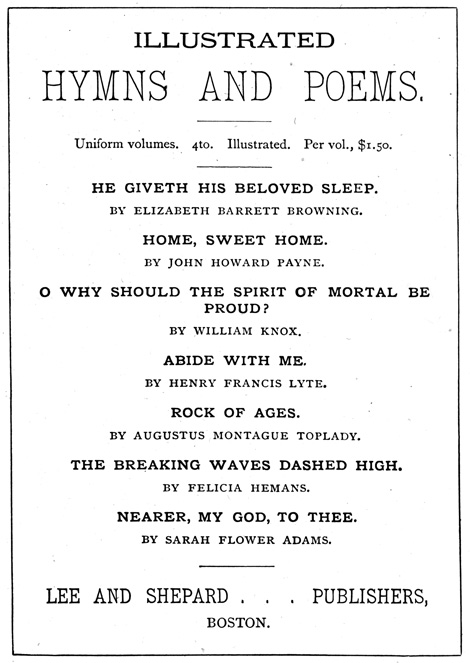 ILLUSTRATED
HYMNS AND POEMS.
Uniform volumes. 4to. Illustrated. Per vol., $1.50.
HE GIVETH HIS BELOVED SLEEP.
BY ELIZABETH BARRETT BROWNING.
HOME, SWEET HOME.
BY JOHN HOWARD PAYNE.
O WHY SHOULD THE SPIRIT OF MORTAL BE
PROUD?
BY WILLIAM KNOX.
ABIDE WITH ME.
BY HENRY FRANCIS LYTE.
ROCK OF AGES.
BY AUGUSTUS MONTAGUE TOPLADY.
THE BREAKING WAVES DASHED HIGH.
BY FELICIA HEMANS.
NEARER, MY GOD, TO THEE.
BY SARAH FLOWER ADAMS.
LEE AND SHEPARD . . . PUBLISHERS,
BOSTON.